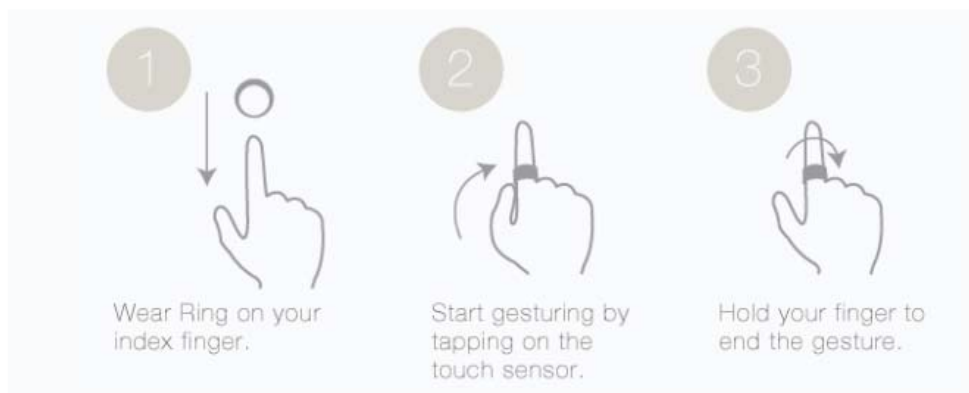 1
Wear Ring on your
index finger.
2
Start gesturing by
tapping on the
touch sensor.
3
Hold your finger to
end the gesture.